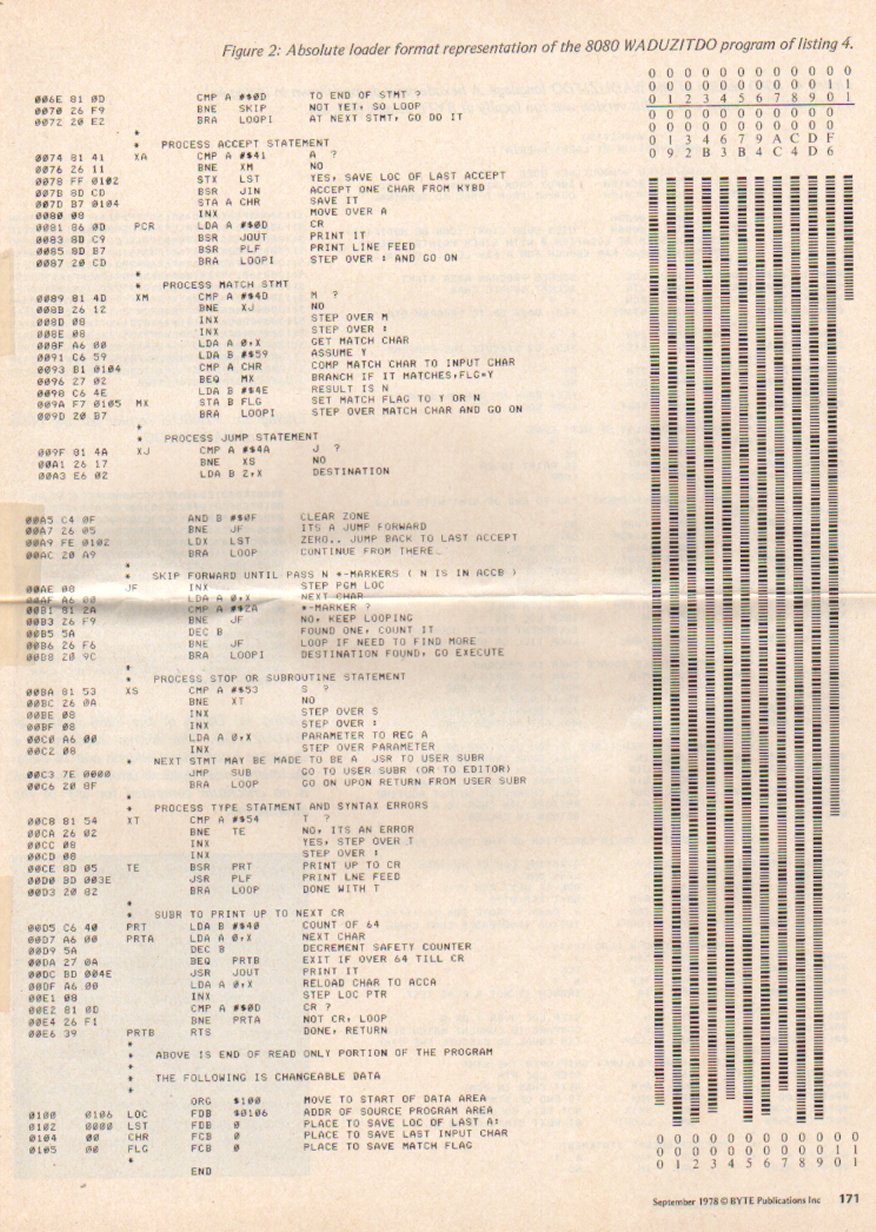 Figure 2: Absolute loader format representation of the 8080 WADUZITDO program of listing 4.
006E 81 0D CMP A #$0D TO END OF STMT ?
0070 26 F9 BNE SKIP NOT YET, SO LOOP
0072 20 E2 BRA LOOPI AT NEXT STMT, GO DO IT
*
* PROCESS ACCEPT STATEMENT
0074 81 41 XA CMP A #$41 A ?
0076 26 11 BNE XM NO
0078 FF 0102 STX LST YES, SAVE LOC OF LAST ACCEPT
007B 8D CD BSR JIN ACCEPT ONE CHAR FROM KYBD
007D B7 0104 STA A CHR SAVE IT
0080 08 INX MOVE OVER A
0081 86 0D PCR LDA A #$0D CR
0083 8D C9 BSR JOUT PRINT IT
0085 8D B7 BSR PLF PRINT LINE FEED
0087 20 CD BRA LOOPI STEP OVER : AND GO ON
*
* PROCESS MATCH STMT
0089 81 4D XM CMP A #$4D M ?
008B 26 12 BNE XJ NO
008D 08 INX STEP OVER M
008E 08 INX STEP OVER :
008F A6 00 LDA A 0,X GET MATCH CHAR
0091 C6 59 LDA B #$59 ASSUME Y
0093 B1 0104 CMP A CHR COMP MATCH CHAR TO INPUT CHAR
0096 27 02 BEQ MX BRANCH IF IT MATCHES,FLG=Y
0098 C6 4E LDA B #$4E RESULT IS N
009A F7 0105 MX STA B FLG SET MATCH FLAG TO Y OR N
009D 20 B7 BRA LOOPI STEP OVER MATCH CHAR AND GO ON
*
* PROCESS JUMP STATEMENT
009F 81 4A XJ CMP A #$4A J ?
00A1 26 17 BNE XS NO
00A3 E6 02 LDA B 2,X DESTINATION
00A5 C4 0F AND B #$0F CLEAR ZONE
00A7 26 05 BNE JF ITS A JUMP FORWARD
00A9 FE 0102 LDX LST ZERO.. JUMP BACK TO LAST ACCEPT
00AC 20 A9 BRA LOOP CONTINUE FROM THERE
*
* SKIP FORWARD UNTIL PASS N *-MARKERS ( N IS IN ACCB )
00AE 08 JF INX STEP PGM LOC
00AF A6 00 LDA A 0,X NEXT CHAR
00B1 81 2A CMP A #$2A *-MARKER ?
00B3 26 F9 BNE JF NO, KEEP LOOPING
00B5 5A DEC B FOUND ONE, COUNT IT
00B6 26 F6 BNE JF LOOP IF NEED TO FIND MORE
00B8 20 9C BRA LOOPI DESTINATION FOUND, GO EXECUTE
*
* PROCESS STOP OR SUBROUTINE STATEMENT
00BA 81 53 XS CMP A #$53 S ?
00BC 26 0A BNE XT NO
00BE 08 INX STEP OVER S
00BF 08 INX STEP OVER :
00C0 A6 00 LDA A 0,X PARAMETER TO REG A
00C2 08 INX STEP OVER PARAMETER
* NEXT STMT MAY BE MADE TO BE A JSR TO USER SUBR
00C3 7E 0000 JMP SUB GO TO USER SUBR (OR TO EDITOR)
00C6 20 8F BRA LOOP GO ON UPON RETURN FROM USER SUBR
*
* PROCESS TYPE STATMENT AND SYNTAX ERRORS
00C8 81 54 XT CMP A #$54 T ?
00CA 26 02 BNE TE NO, ITS AN ERROR
00CC 08 INX YES, STEP OVER T
00CD 08 INX STEP OVER :
00CE 8D 05 TE BSR PRT PRINT UP TO CR
00D0 BD 003E JSR PLF PRINT LNE FEED
00D3 20 82 BRA LOOP DONE WITH T
*
* SUBR TO PRINT UP TO NEXT CR
00D5 C6 40 PRT LDA B #$40 COUNT OF 64
00D7 A6 00 PRTA LDA A 0,X NEXT CHAR
00D9 5A DEC B DECREMENT SAFETY COUNTER
00DA 27 0A BEQ PRTB EXIT IF OVER 64 TILL CR
00DC BD 004E JSR JOUT PRINT IT
00DF A6 00 LDA A 0,X RELOAD CHAR TO ACCA
00E1 08 INX STEP LOC PTR
00E2 81 0D CMP A #$0D CR ?
00E4 26 F1 BNE PRTA NOT CR, LOOP
00E6 39 PRTB RTS DONE, RETURN
*
* ABOVE IS END OF READ ONLY PORTION OF THE PROGRAM
*
* THE FOLLOWING IS CHANGEABLE DATA
*
ORG $100 MOVE TO START OF DATA AREA
0100 0106 LOC FDB $0106 ADDR OF SOURCE PROGRAM AREA
0102 0000 LST FDB 0 PLACE TO SAVE LOC OF LAST A:
0104 00 CHR FCB 0 PLACE TO SAVE LAST INPUT CHAR
0105 00 FLG FCB 0 PLACE TO SAVE MATCH FLAG
*
END
0 0 0 0 0 0 0 0 0 0 0 0
0 0 0 0 0 0 0 0 0 0 1 1
0 1 2 3 4 5 6 7 8 9 0 1
0 0 0 0 0 0 0 0 0 0 0
0 0 0 0 0 0 0 0 0 0 0
0 1 3 4 6 7 9 A C D F
0 9 2 B 3 B 4 C 4 D 6
0 0 0 0 0 0 0 0 0 0 0 0
0 0 0 0 0 0 0 0 0 0 1 1
0 1 2 3 4 5 6 7 8 9 0 1
September 1978 © BYTE Publications Inc 171